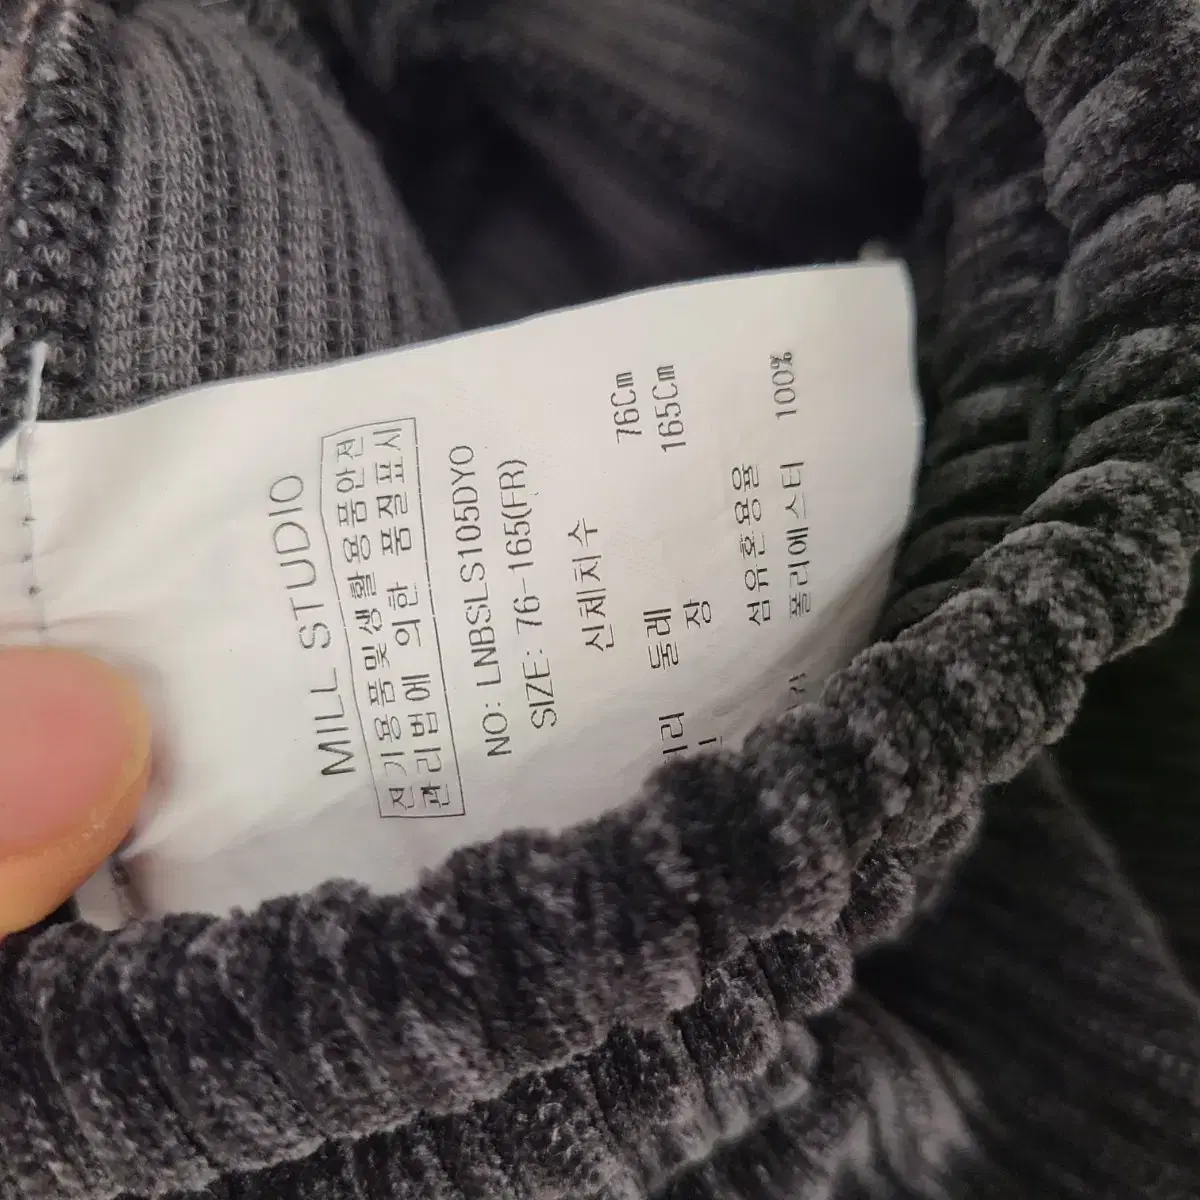 MILL STUDIO
전기용품및생활용품안전
관리법에 의한 품질표시
NO: LNBSLS105DYO
SIZE: 76-165(FR)
신체치수
허리 둘레 76Cm
장 165Cm
섬유혼용율
폴리에스터 100%